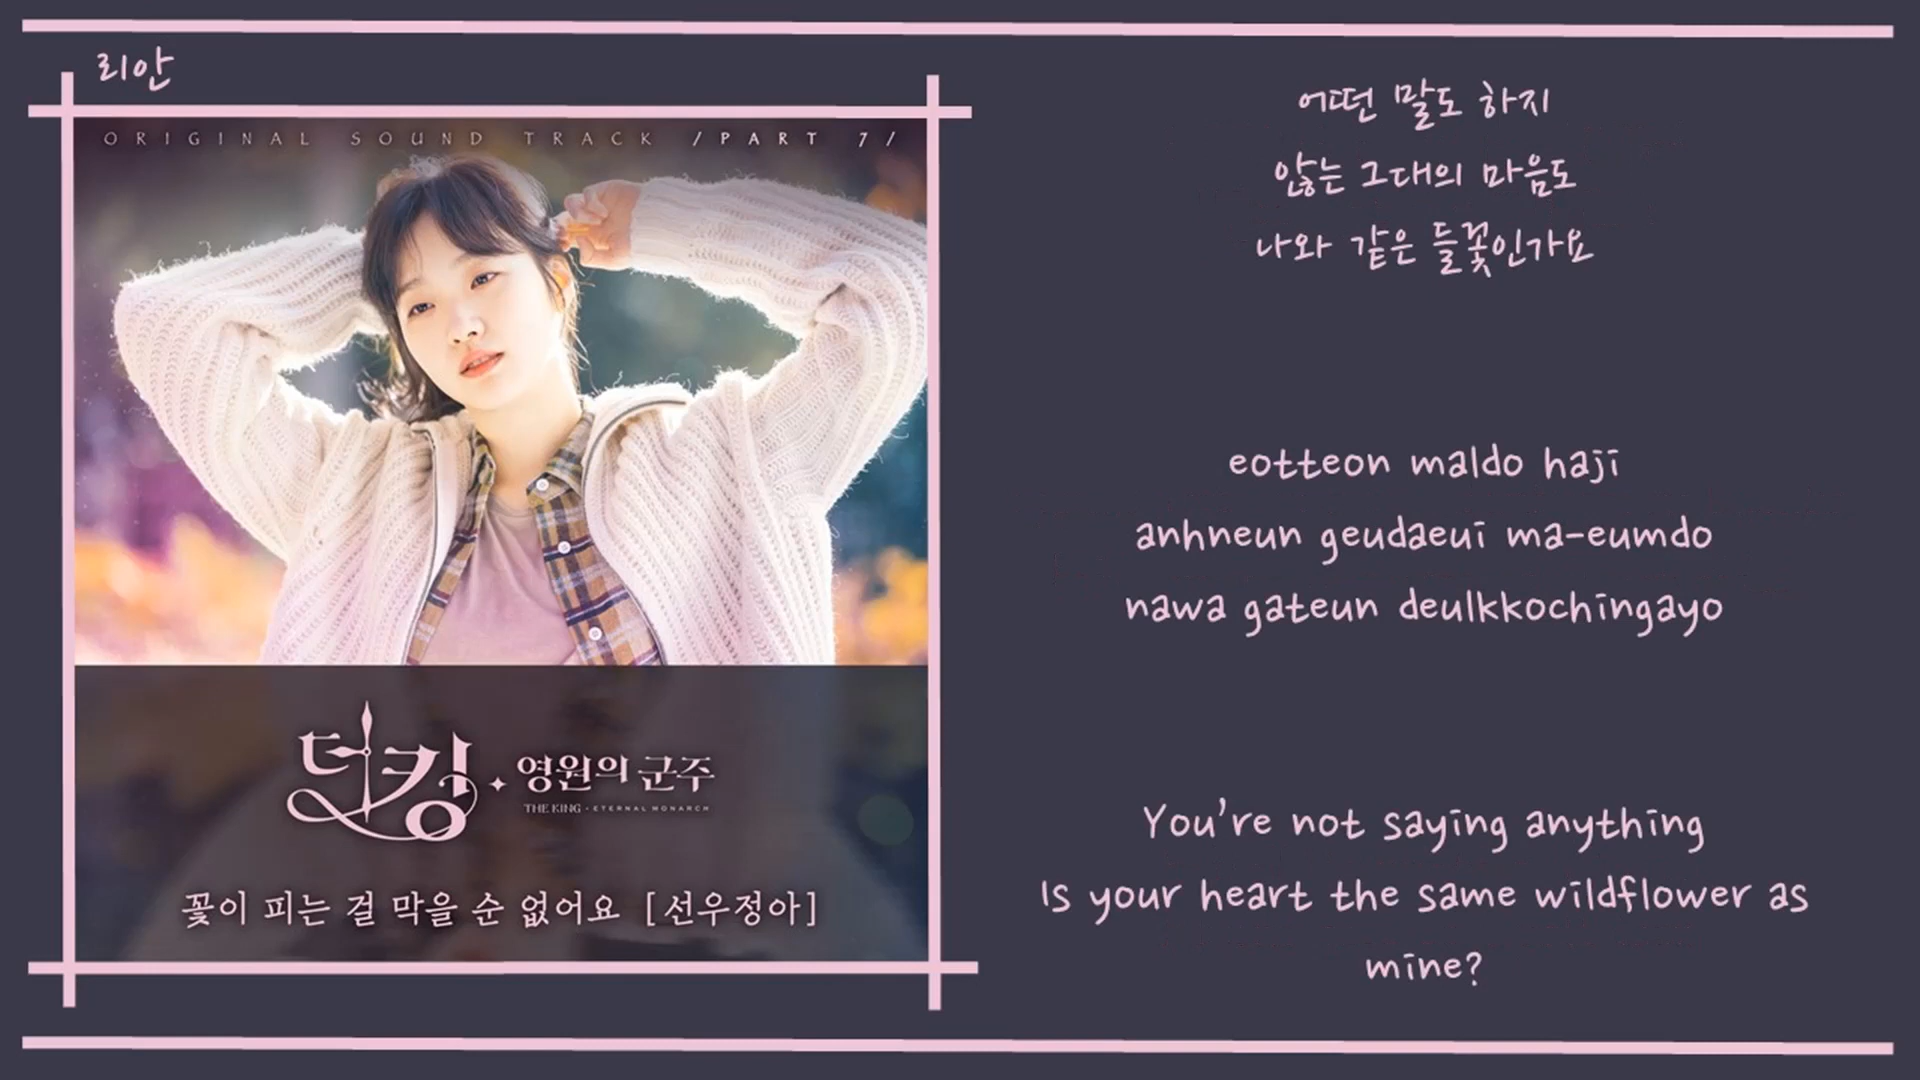 리안
ORIGINAL SOUND TRACK /PART 7/
더킹
영원의 군주
THE KING · ETERNAL MONARCH
꽃이 피는 걸 막을 순 없어요 [선우정아]
어떤 말도 하지
않는 그대의 마음도
나와 같은 들꽃인가요
eotteon maldo haji
anhneun geudaeui ma-eumdo
nawa gateun deulkkochingayo
You're not saying anything
Is your heart the same wildflower as
mine?